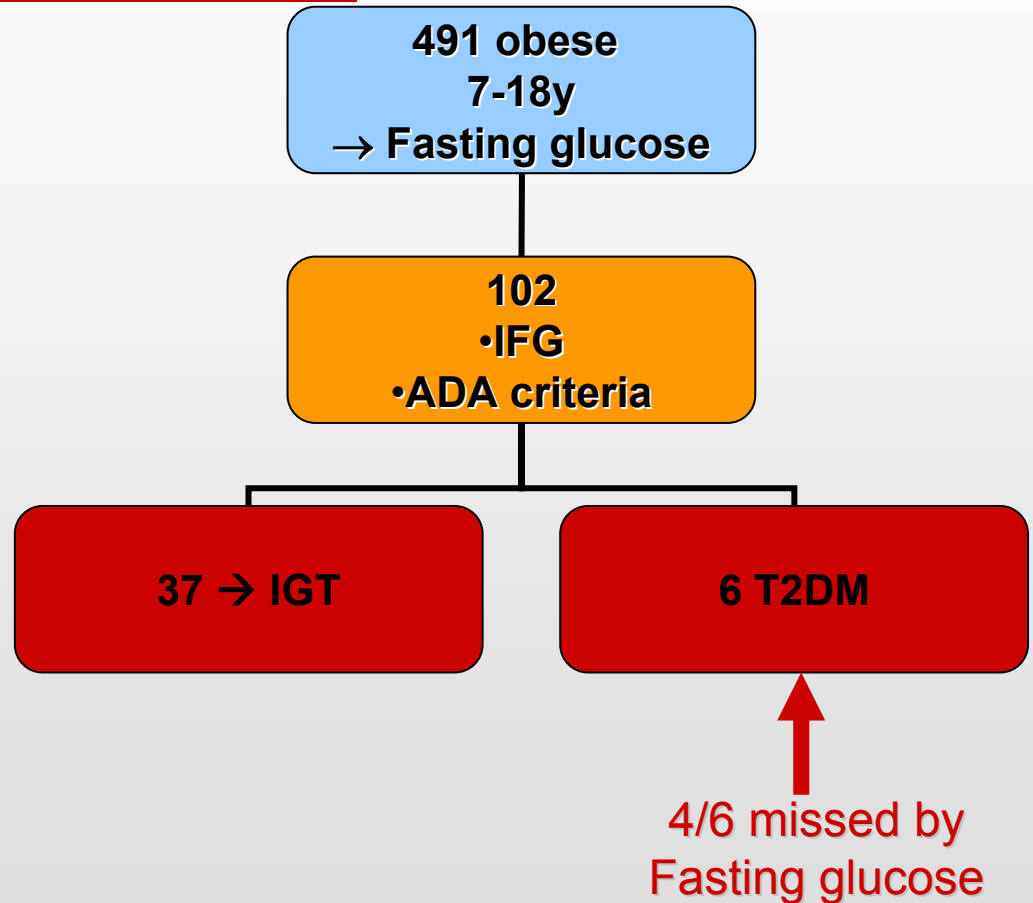 491 obese
7-18y
→ Fasting glucose
102
•IFG
•ADA criteria
37 → IGT
6 T2DM
4/6 missed by
Fasting glucose